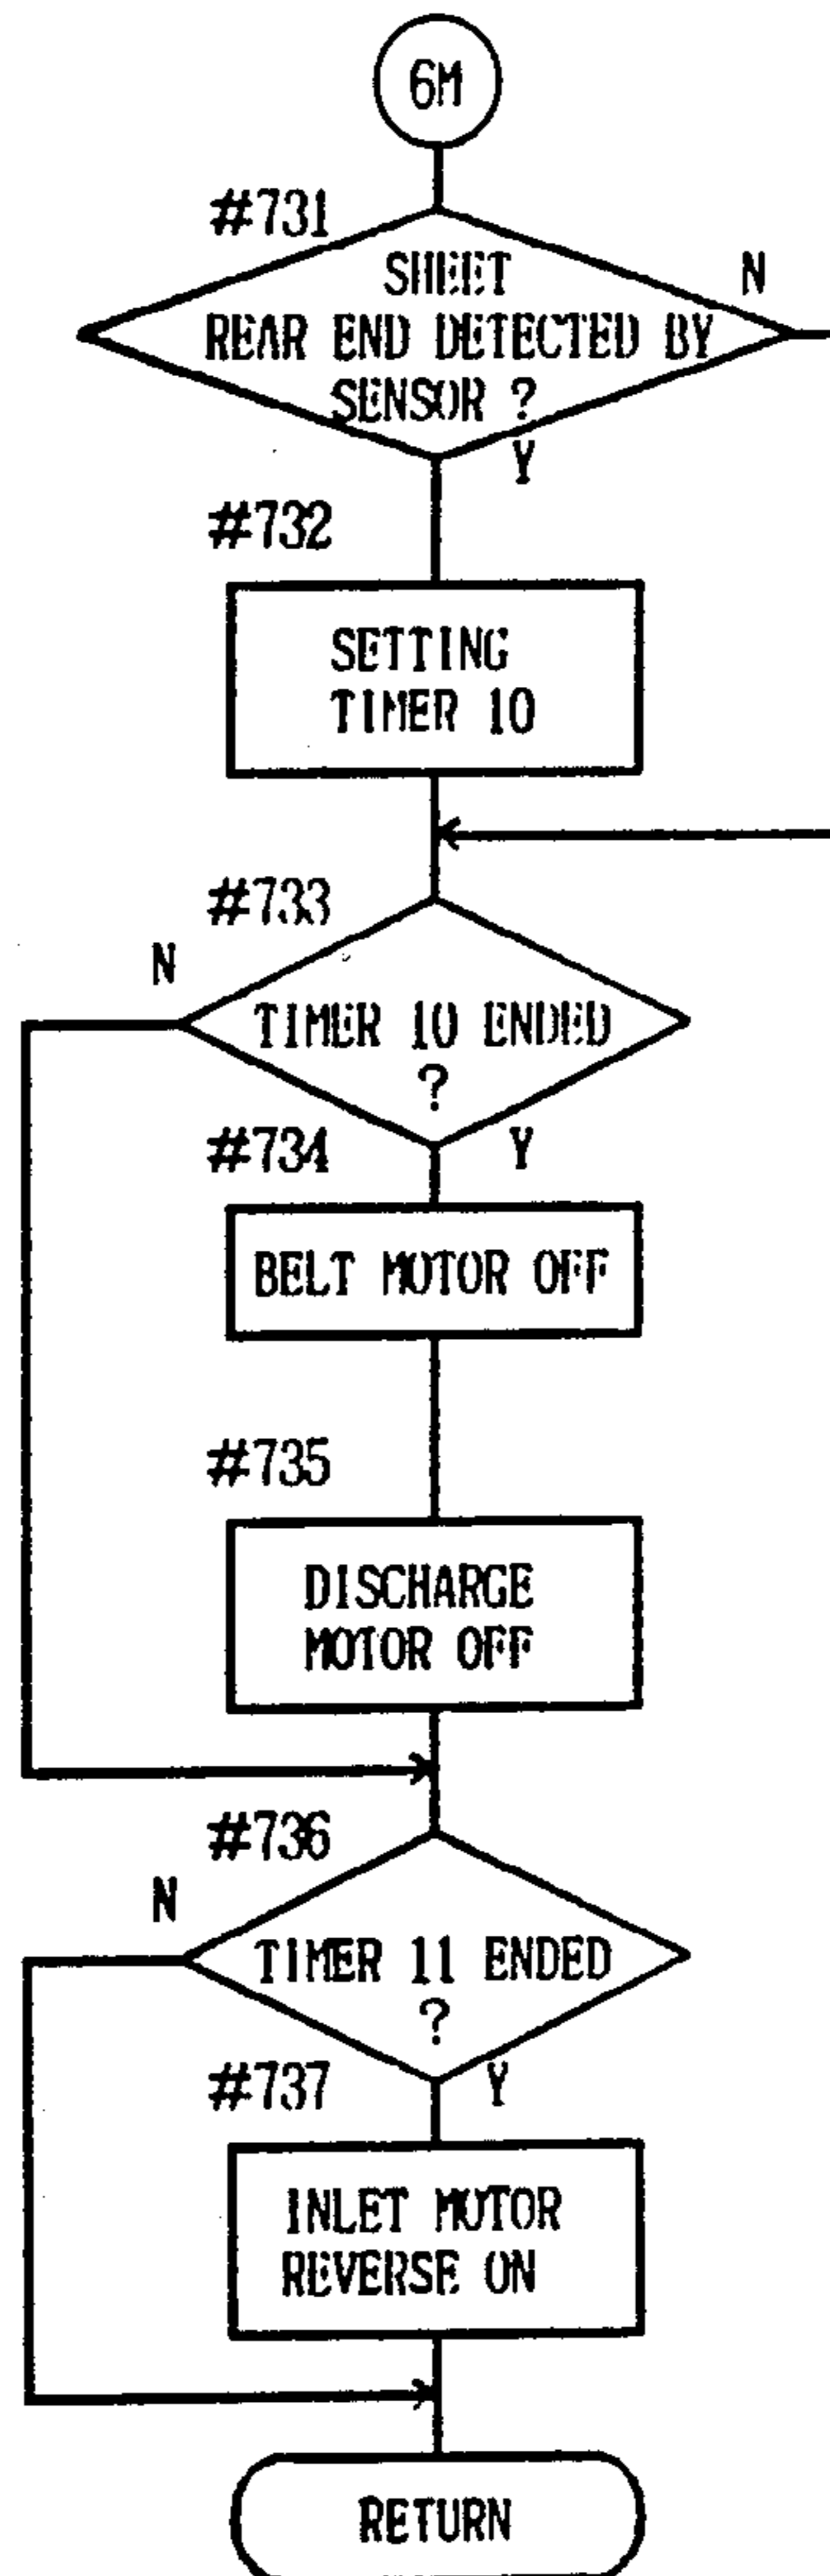 6M
#731
SHEET
N
REAR END DETECTED BY
SENSOR ?
Y
#732
SETTING
TIMER 10
#733
N
TIMER 10 ENDED
?
#734
Y
BELT MOTOR OFF
#735
DISCHARGE
MOTOR OFF
#736
N
TIMER 11 ENDED
?
#737
Y
INLET MOTOR
REVERSE ON
RETURN